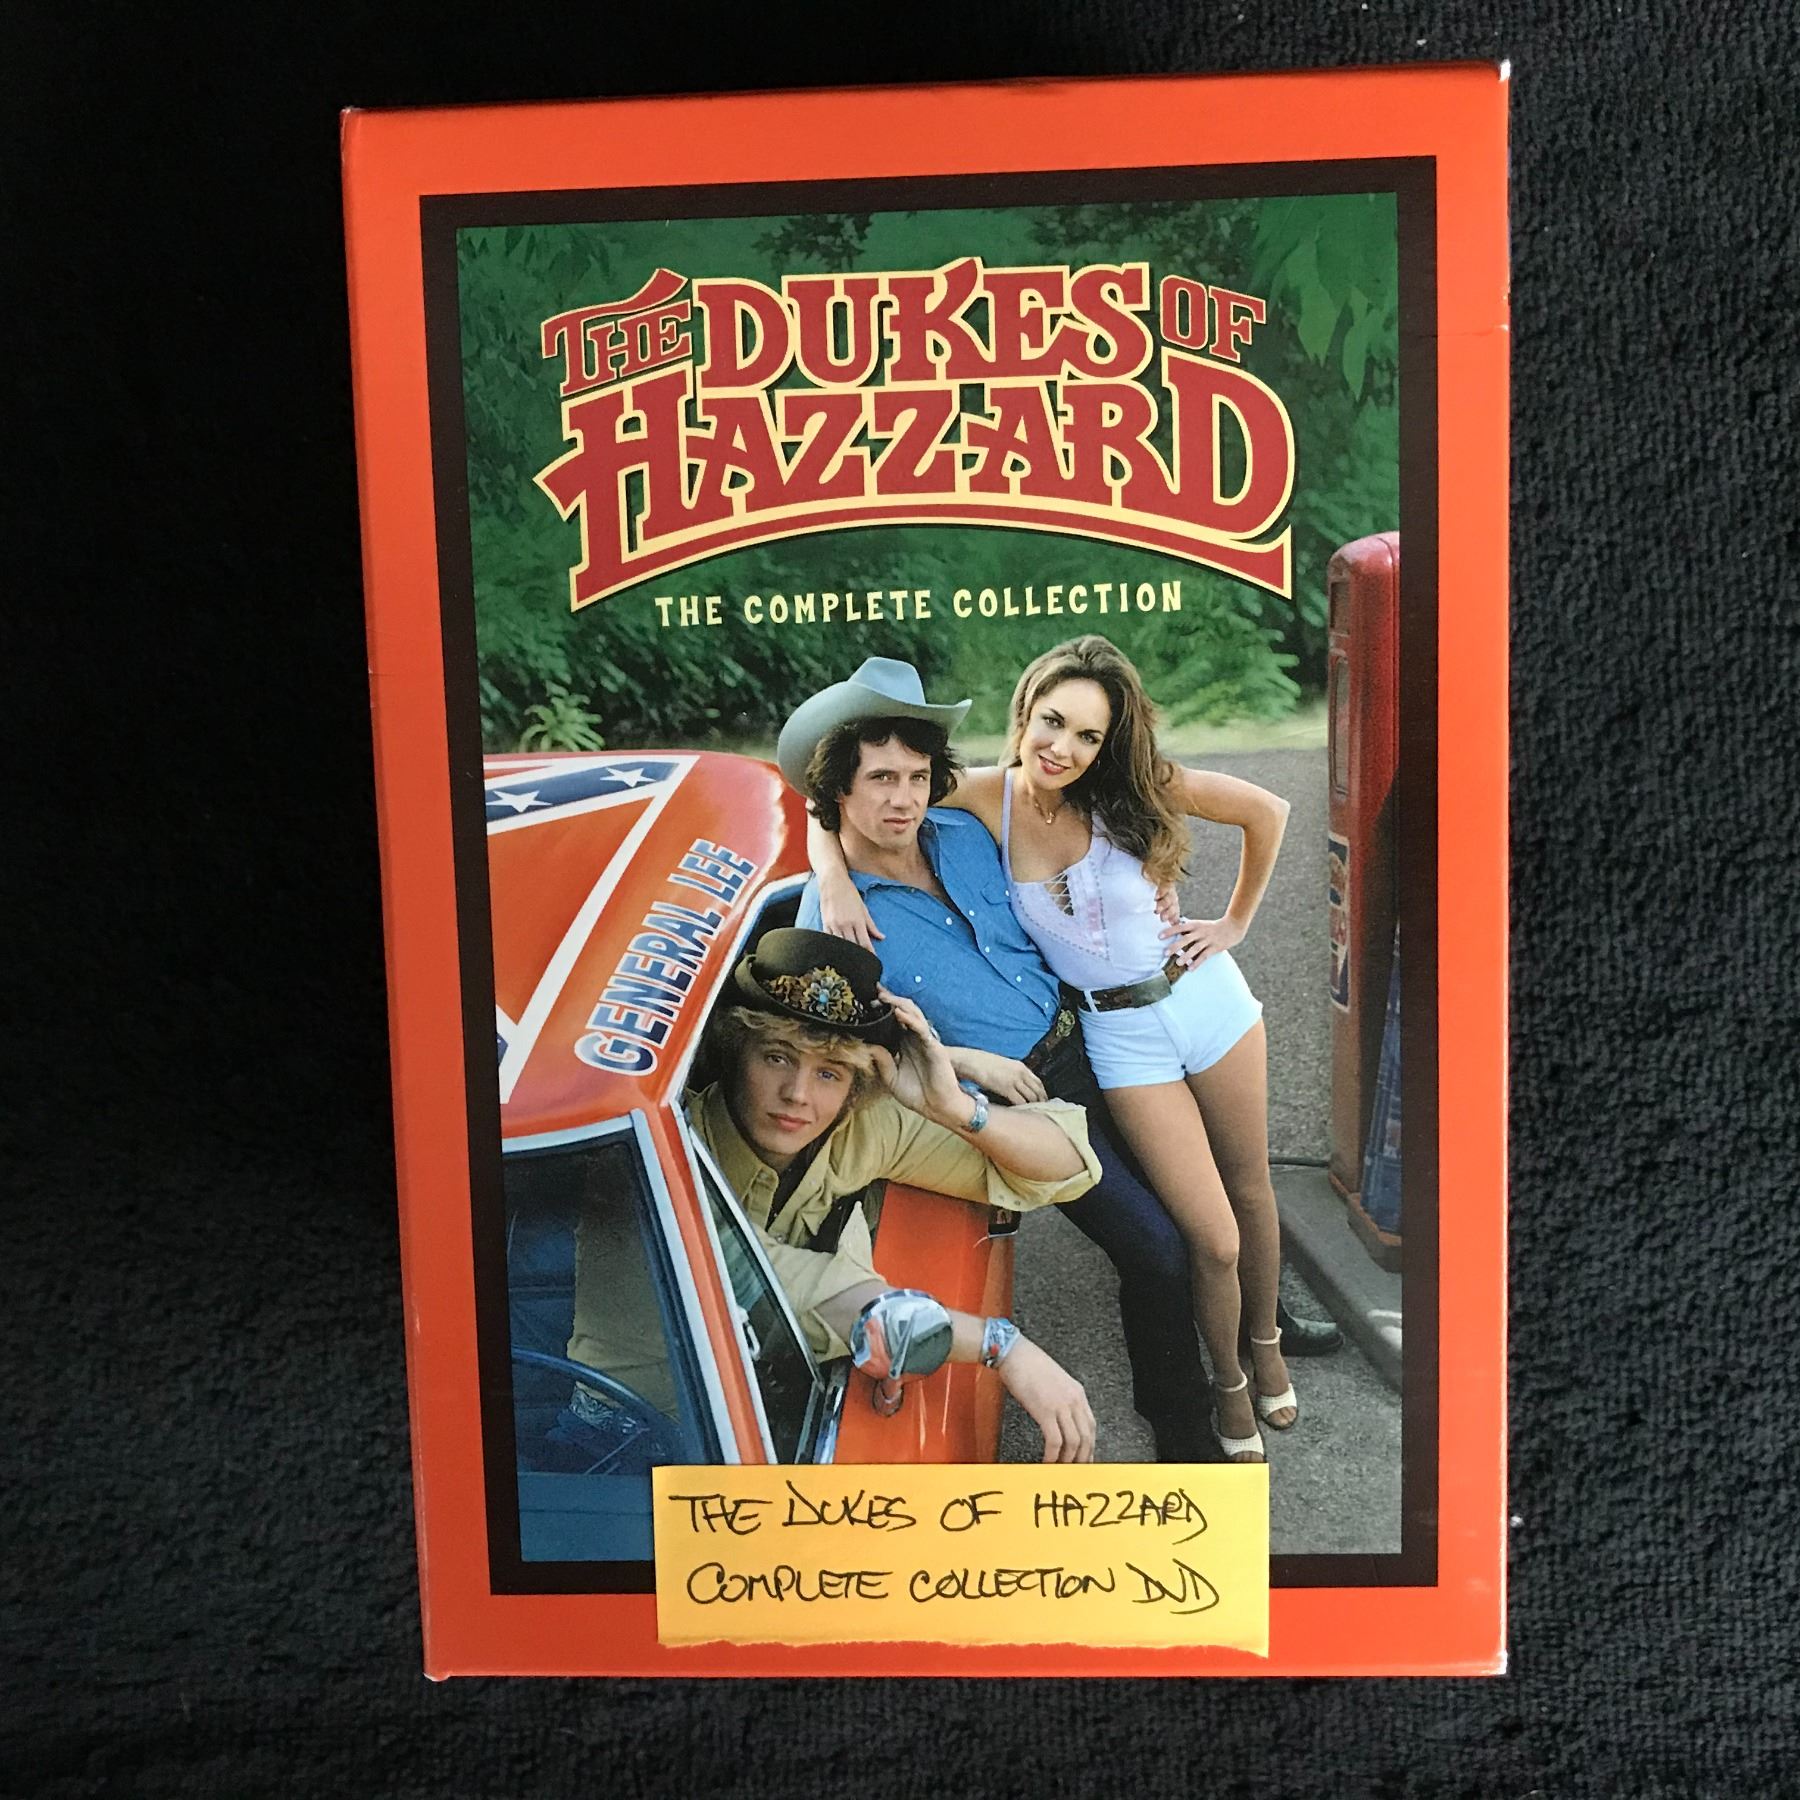 THE DUKES OF
HAZZARD
THE COMPLETE COLLECTION
GENERAL LEE
THE DUKES OF HAZZARD
COMPLETE COLLECTION DVD